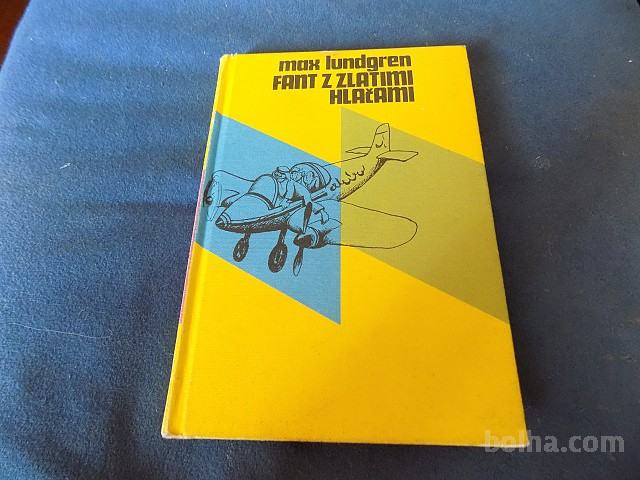 max lundgren
FANT Z ZLATIMI
HLAČAMI
bolha.com